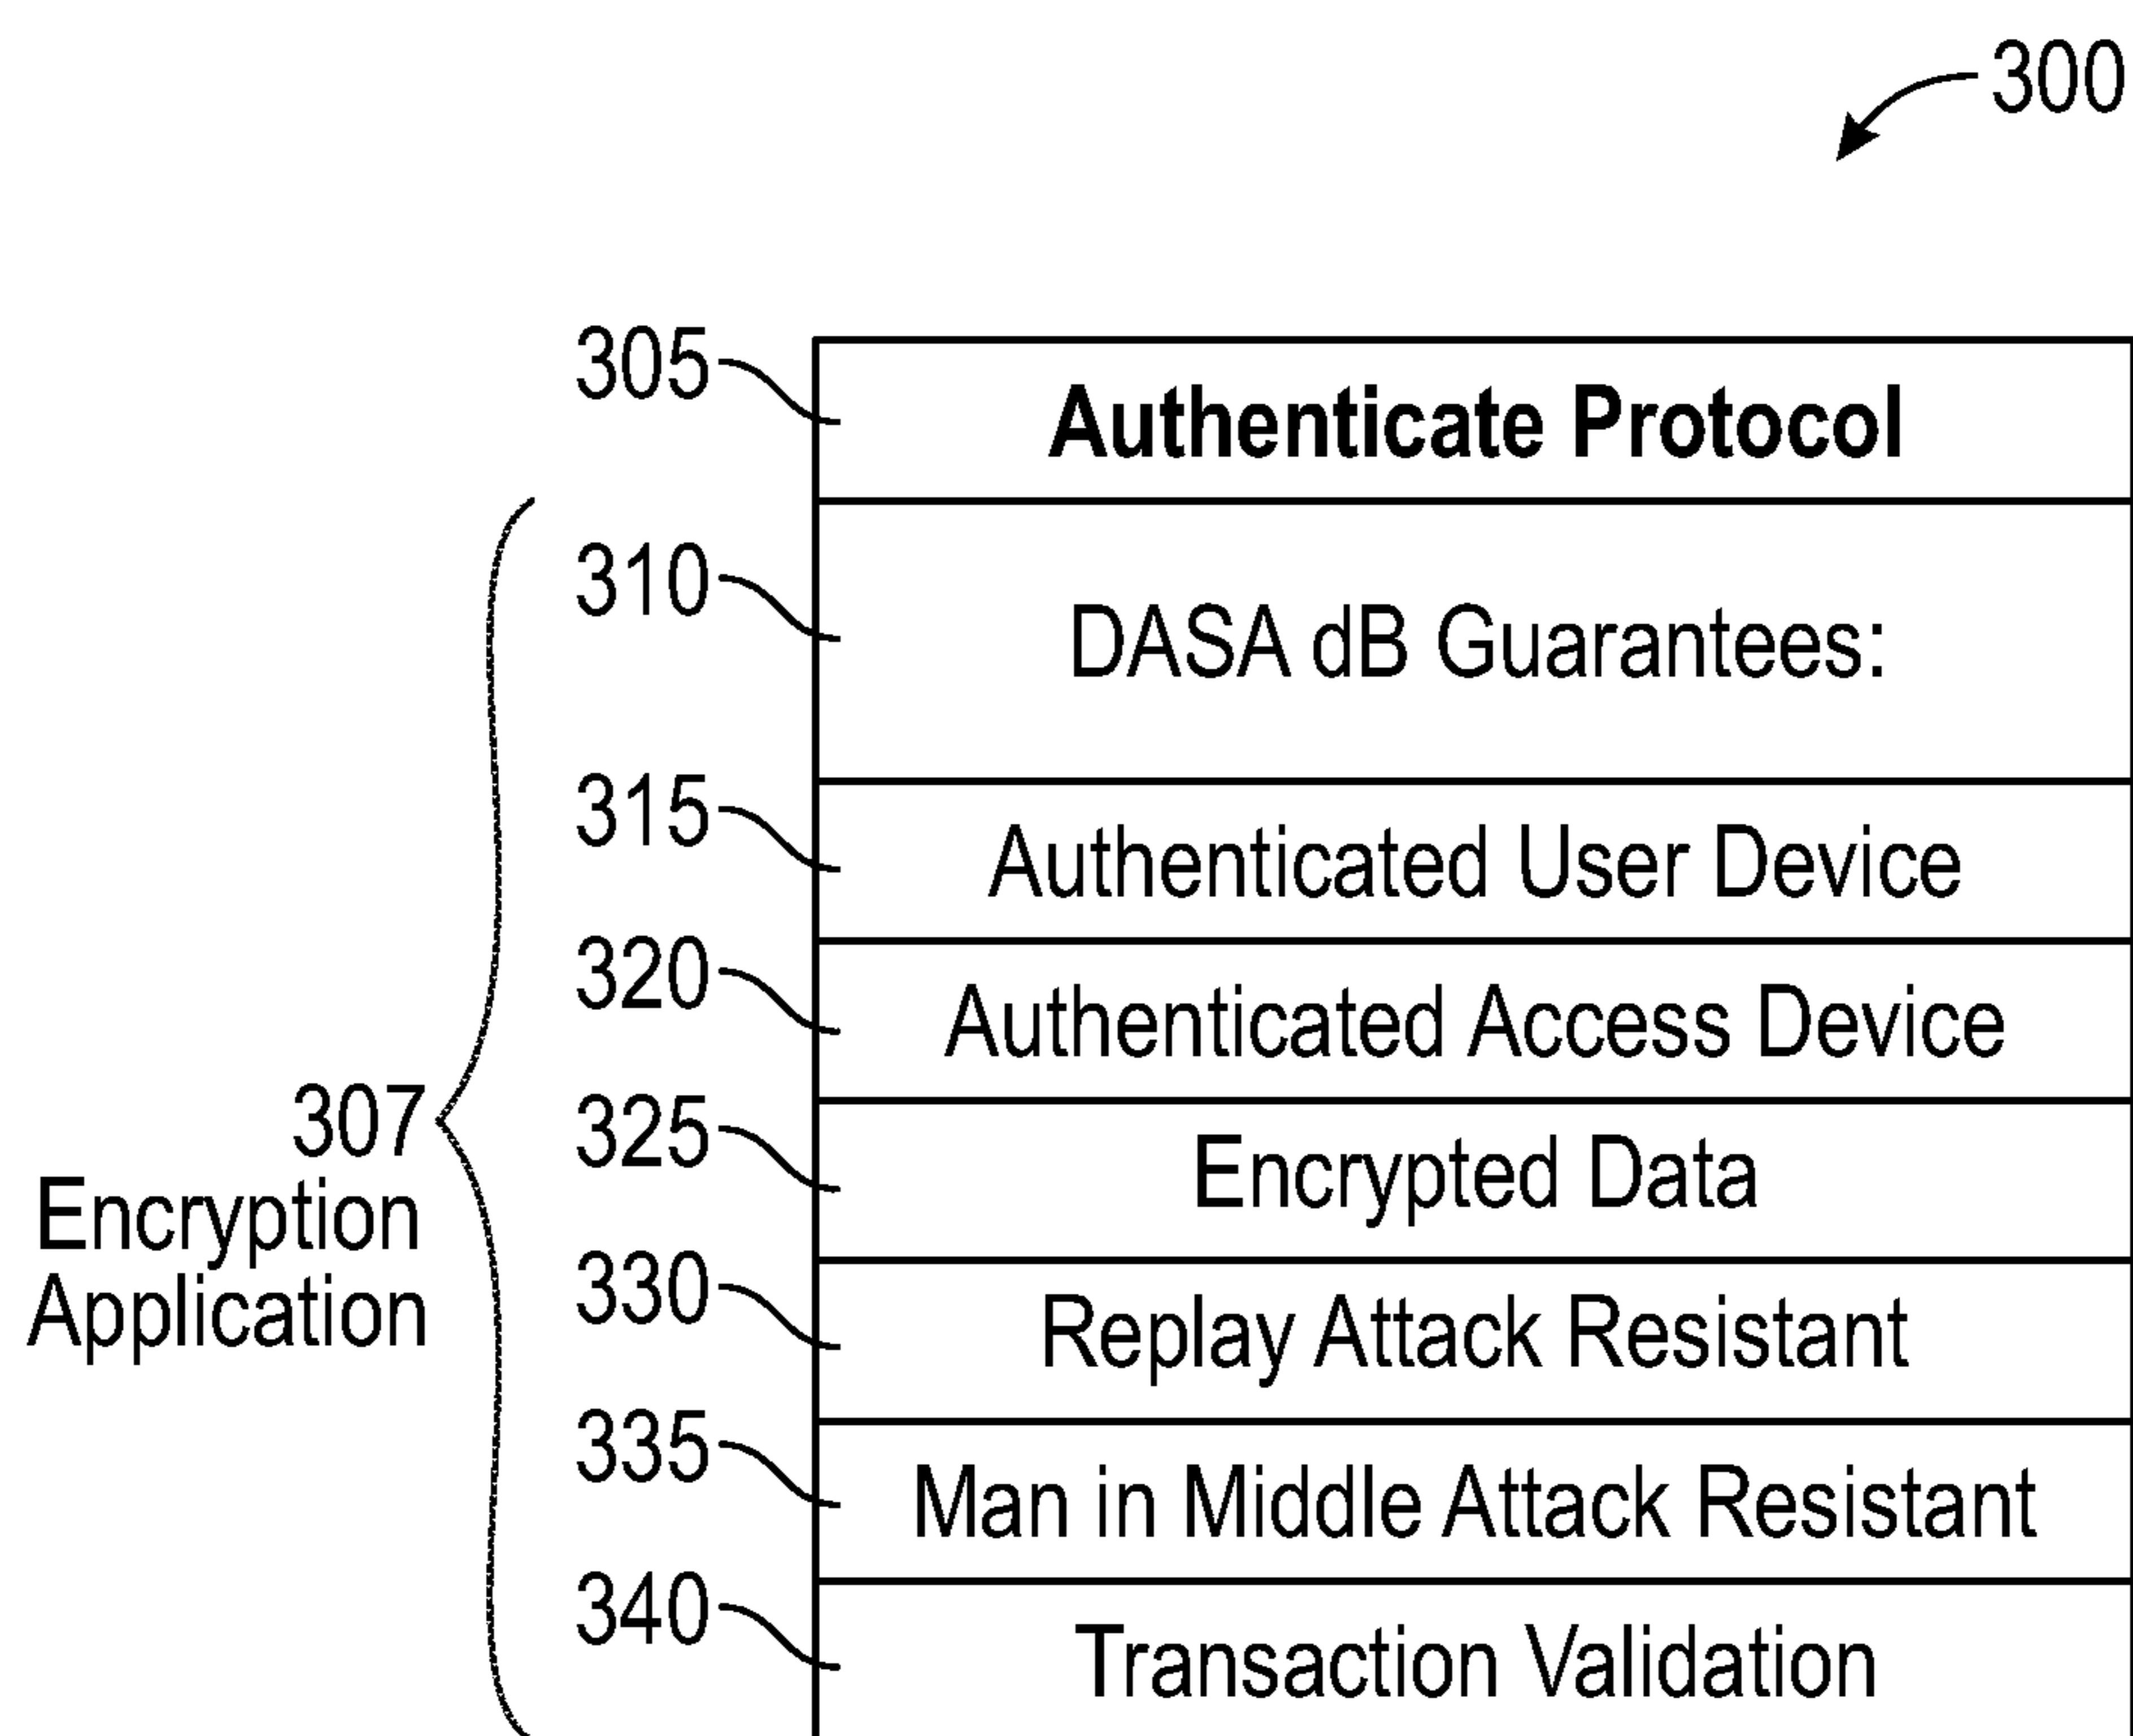 300
305
Authenticate Protocol
310
DASA dB Guarantees:
315
Authenticated User Device
320
Authenticated Access Device
307
Encryption
Application
325
Encrypted Data
330
Replay Attack Resistant
335
Man in Middle Attack Resistant
340
Transaction Validation